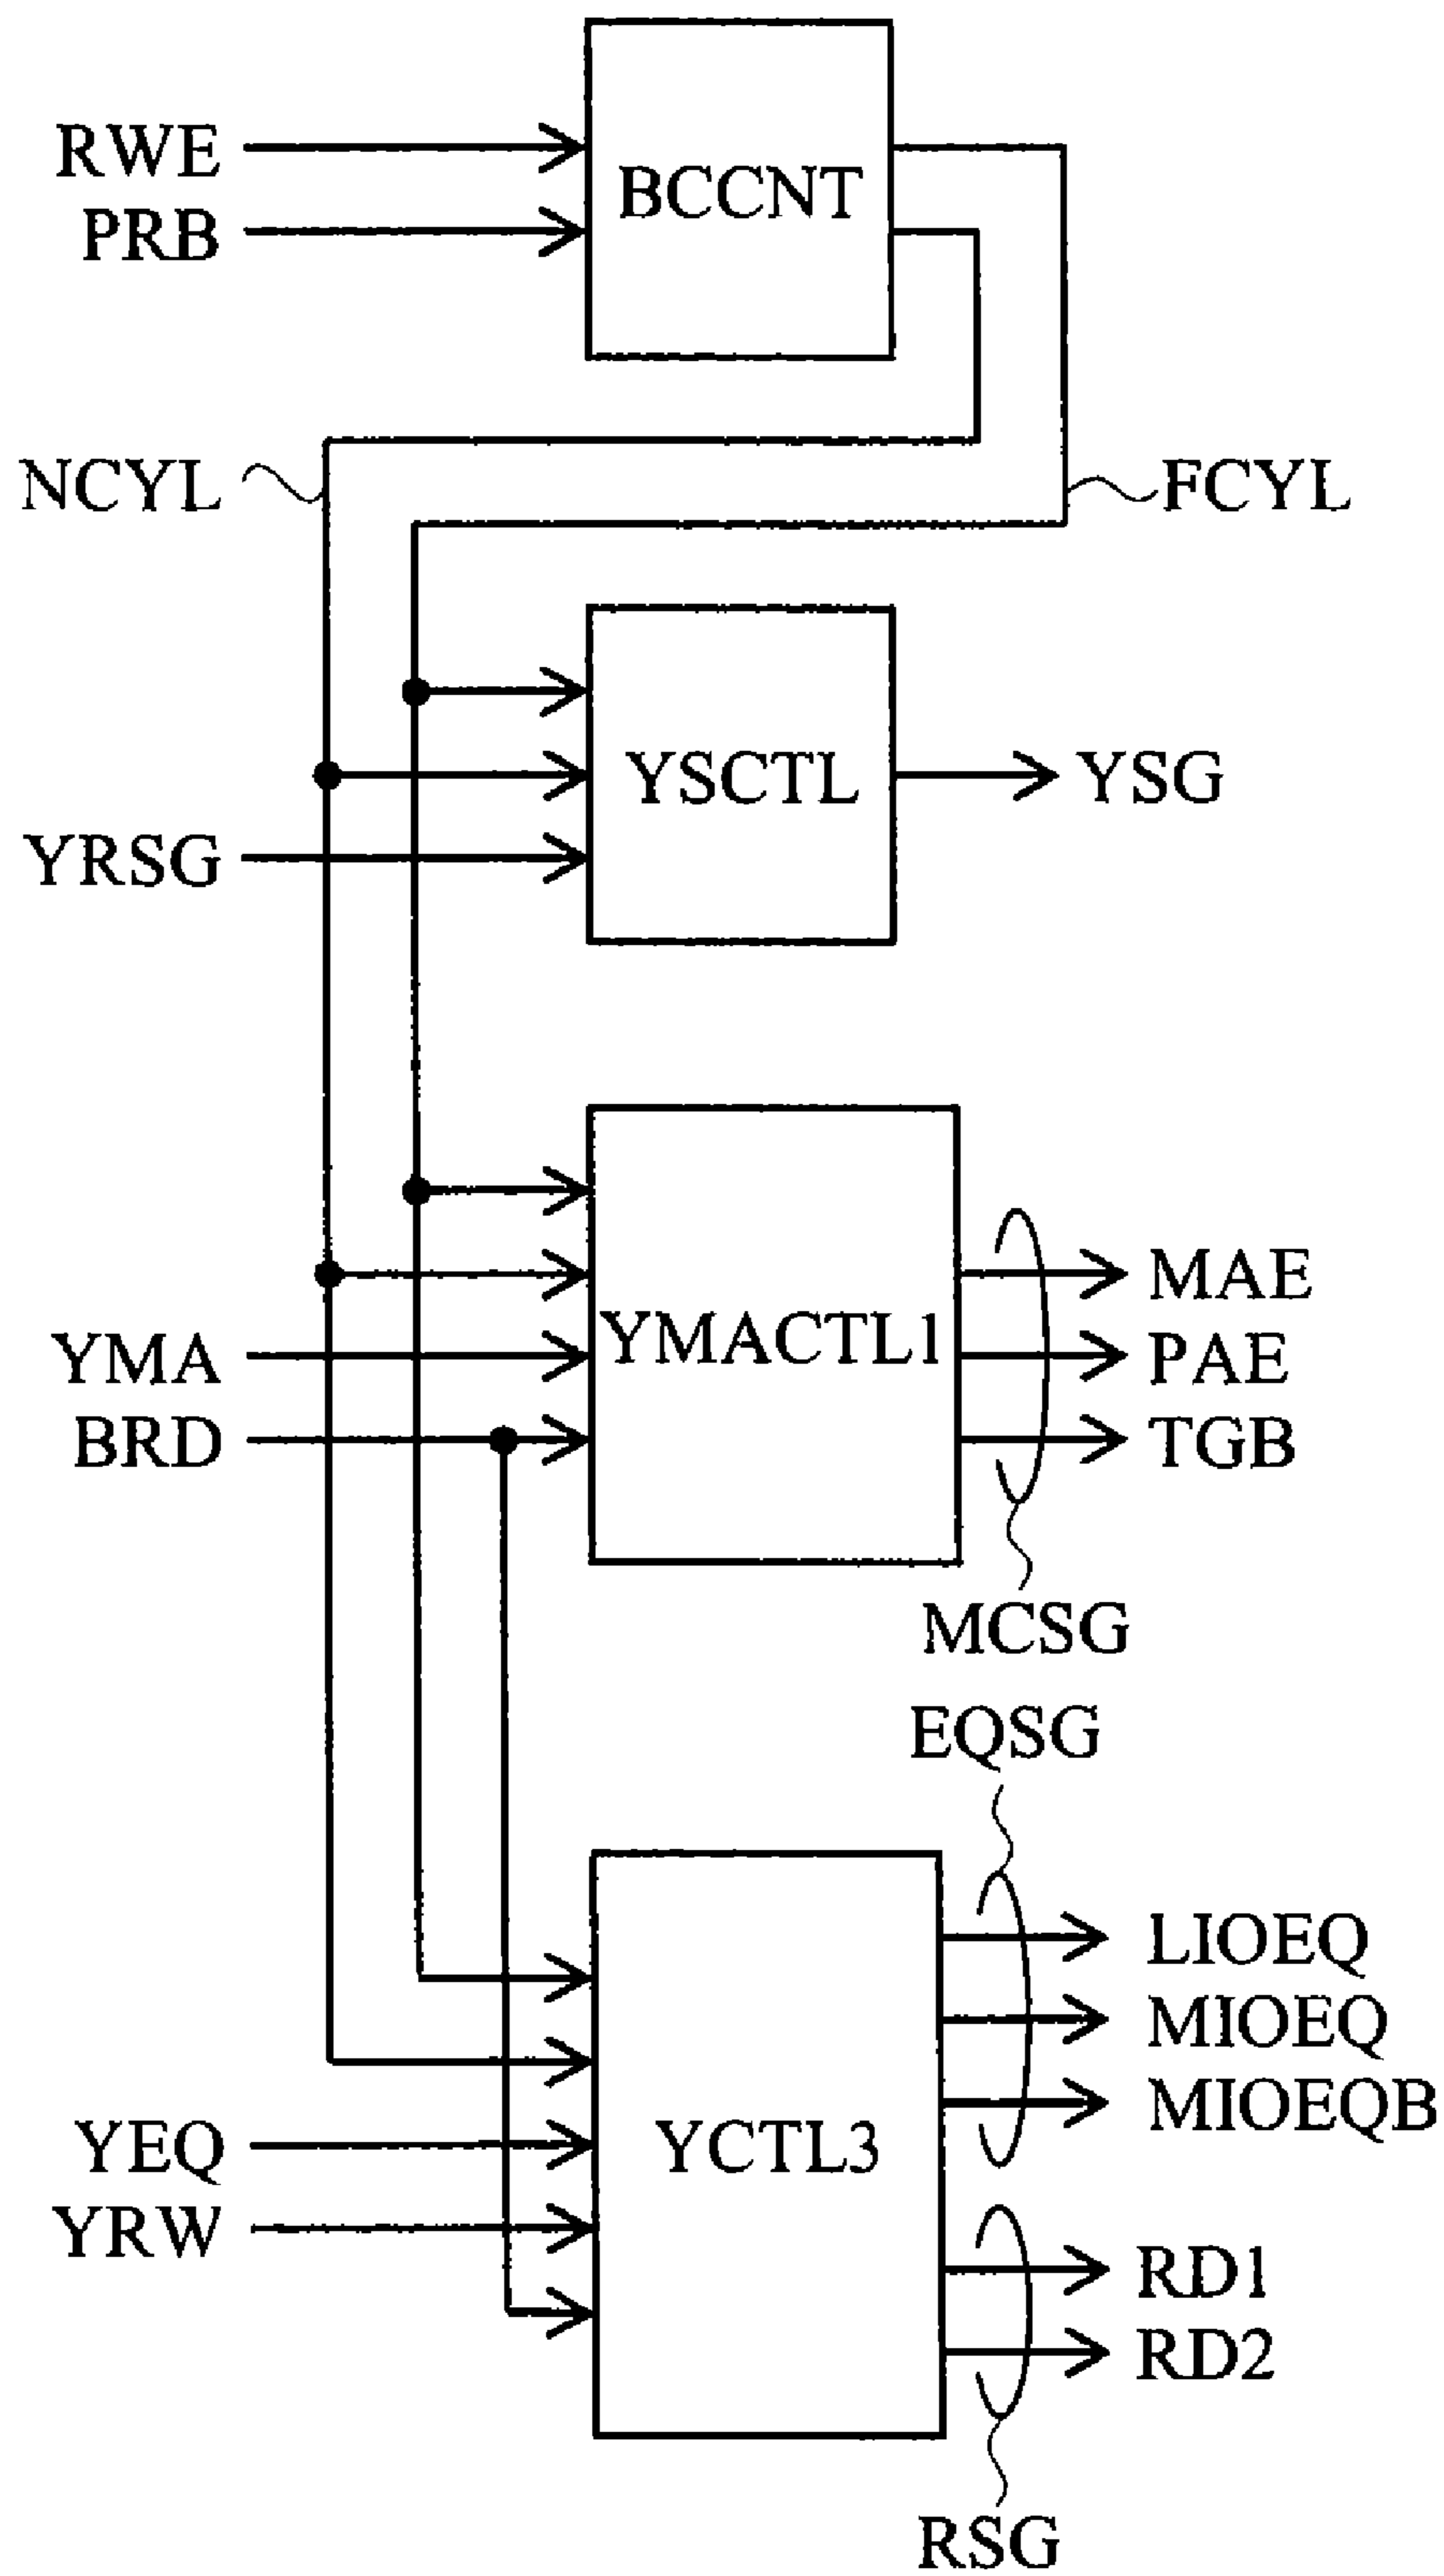 RWE
PRB
BCCNT
NCYL
FCYL
YSCTL
YSG
YRSG
MAE
YMACTL1
YMA
PAE
BRD
TGB
MCSG
EQSG
LIOEQ
MIOEQ
MIOEQB
YEQ
YCTL3
YRW
RD1
RD2
RSG